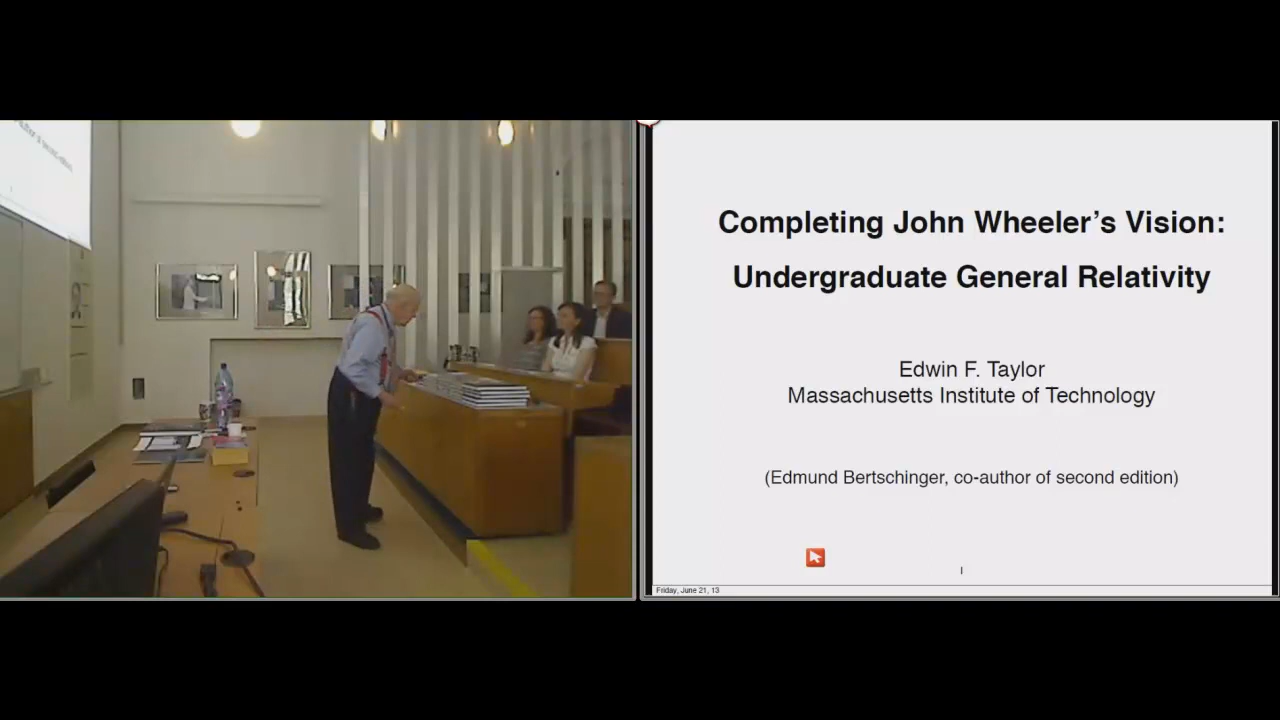 Completing John Wheeler’s Vision:
Undergraduate General Relativity
Edwin F. Taylor
Massachusetts Institute of Technology
(Edmund Bertschinger, co-author of second edition)
1
Friday, June 21, 13